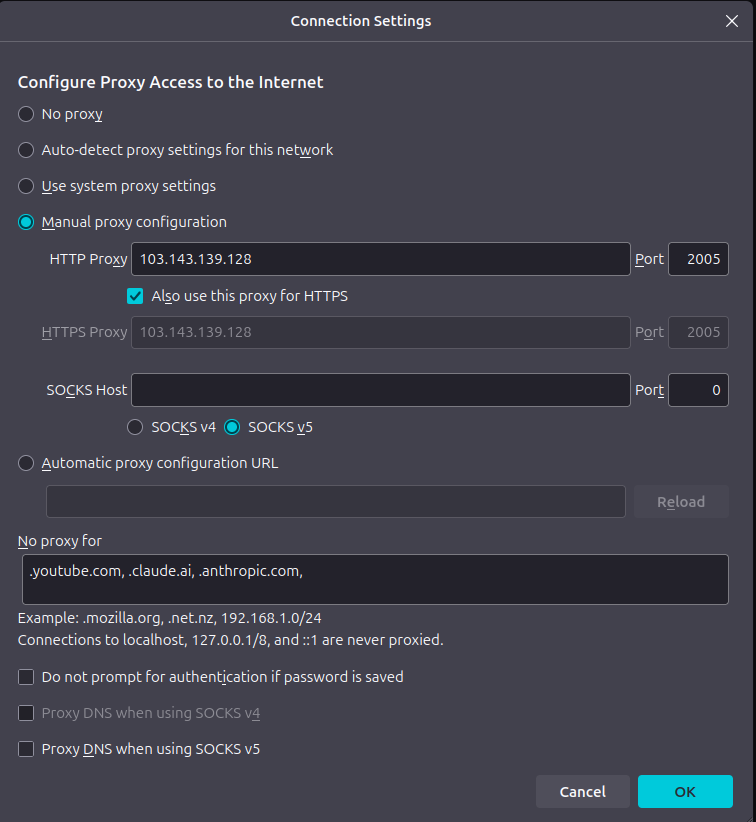 Connection Settings
Configure Proxy Access to the Internet
No proxy
Auto-detect proxy settings for this network
Use system proxy settings
Manual proxy configuration
HTTP Proxy 103.143.139.128 Port 2005
Also use this proxy for HTTPS
HTTPS Proxy 103.143.139.128 Port 2005
SOCKS Host Port 0
SOCKS v4 SOCKS v5
Automatic proxy configuration URL
Reload
No proxy for
.youtube.com, .claude.ai, .anthropic.com,
Example: .mozilla.org, .net.nz, 192.168.1.0/24
Connections to localhost, 127.0.0.1/8, and ::1 are never proxied.
Do not prompt for authentication if password is saved
Proxy DNS when using SOCKS v4
Proxy DNS when using SOCKS v5
Cancel OK